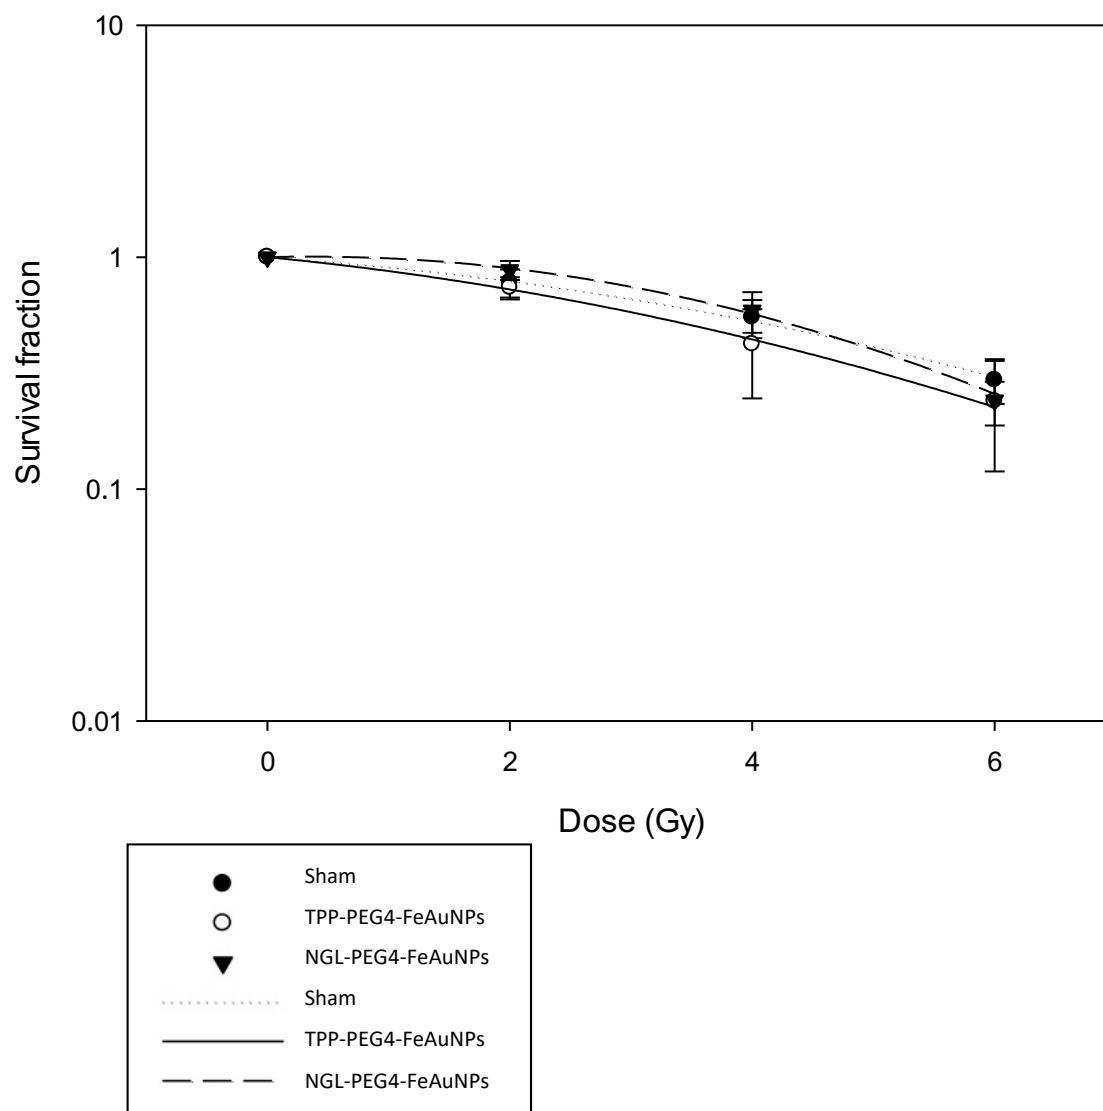 10
1
0.1
0.01
Survival fraction
0 2 4 6
Dose (Gy)
Sham
TPP-PEG4-FeAuNPs
NGL-PEG4-FeAuNPs
Sham
TPP-PEG4-FeAuNPs
NGL-PEG4-FeAuNPs